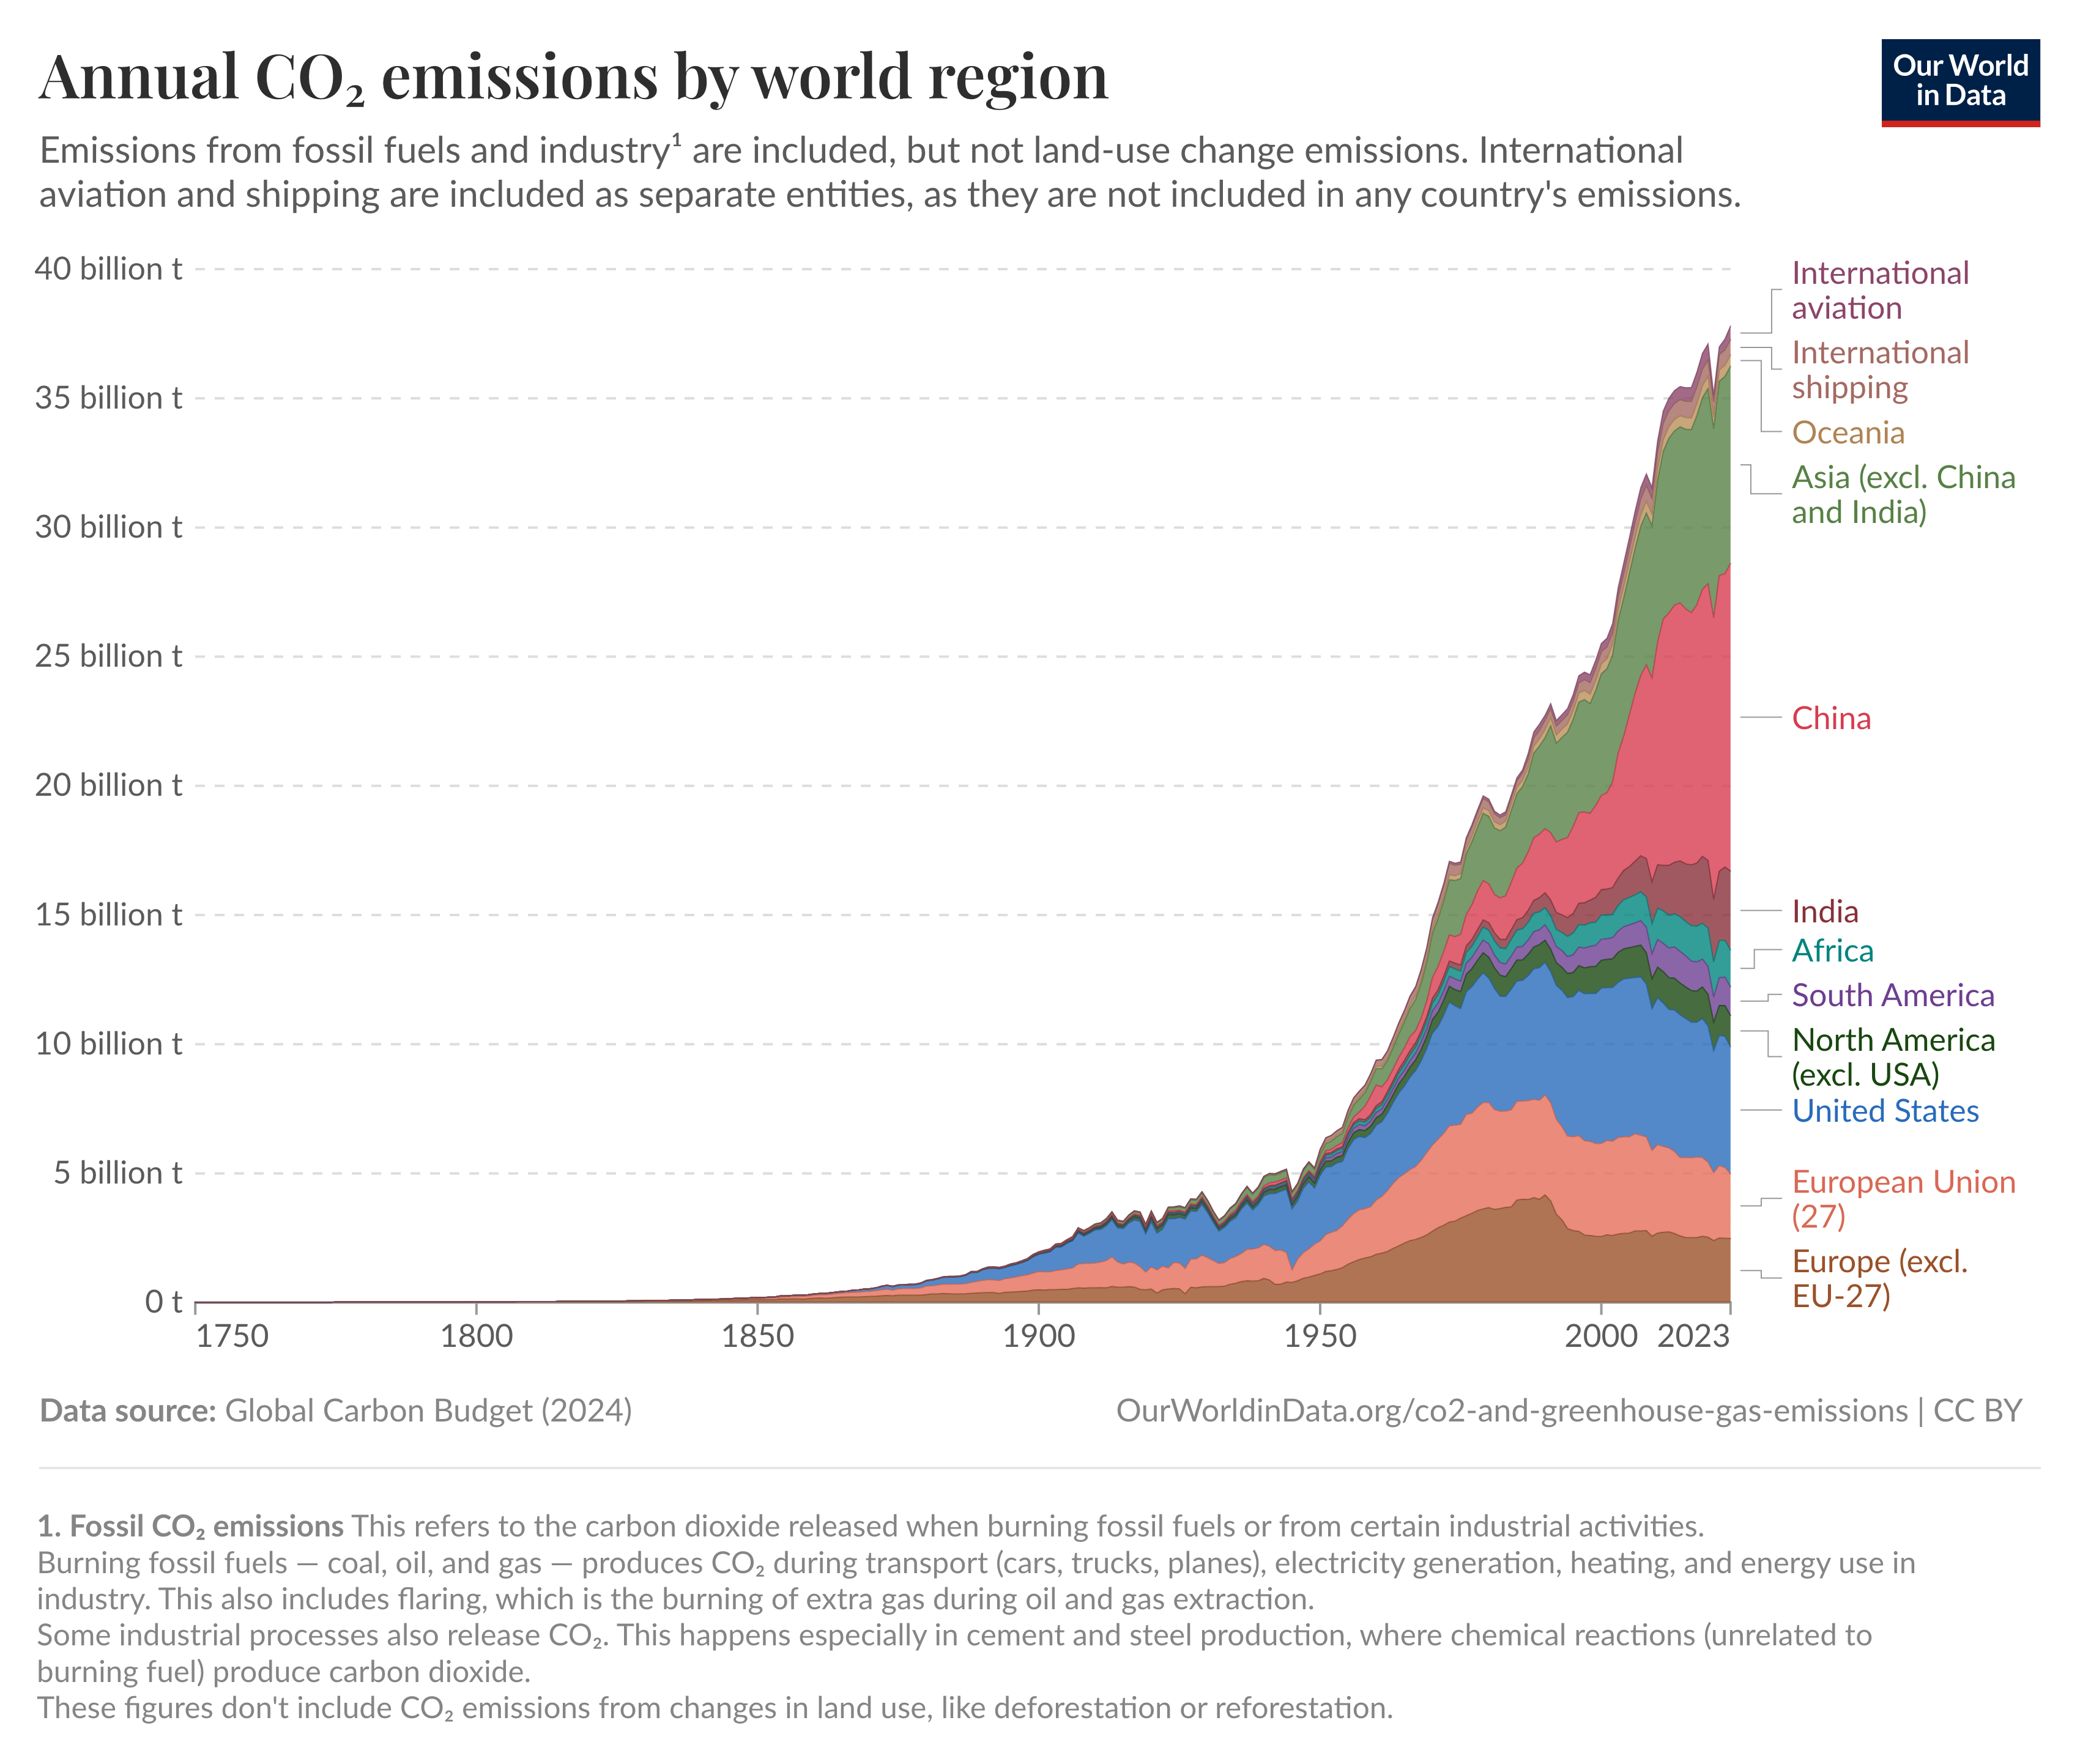 Annual CO₂ emissions by world region
Our World
in Data
Emissions from fossil fuels and industry¹ are included, but not land-use change emissions. International
aviation and shipping are included as separate entities, as they are not included in any country's emissions.
40 billion t
35 billion t
30 billion t
25 billion t
20 billion t
15 billion t
10 billion t
5 billion t
0 t
1750
1800
1850
1900
1950
2000
2023
International
aviation
International
shipping
Oceania
Asia (excl. China
and India)
China
India
Africa
South America
North America
(excl. USA)
United States
European Union
(27)
Europe (excl.
EU-27)
Data source: Global Carbon Budget (2024)
OurWorldinData.org/co2-and-greenhouse-gas-emissions | CC BY
1. Fossil CO₂ emissions This refers to the carbon dioxide released when burning fossil fuels or from certain industrial activities.
Burning fossil fuels — coal, oil, and gas — produces CO₂ during transport (cars, trucks, planes), electricity generation, heating, and energy use in
industry. This also includes flaring, which is the burning of extra gas during oil and gas extraction.
Some industrial processes also release CO₂. This happens especially in cement and steel production, where chemical reactions (unrelated to
burning fuel) produce carbon dioxide.
These figures don't include CO₂ emissions from changes in land use, like deforestation or reforestation.